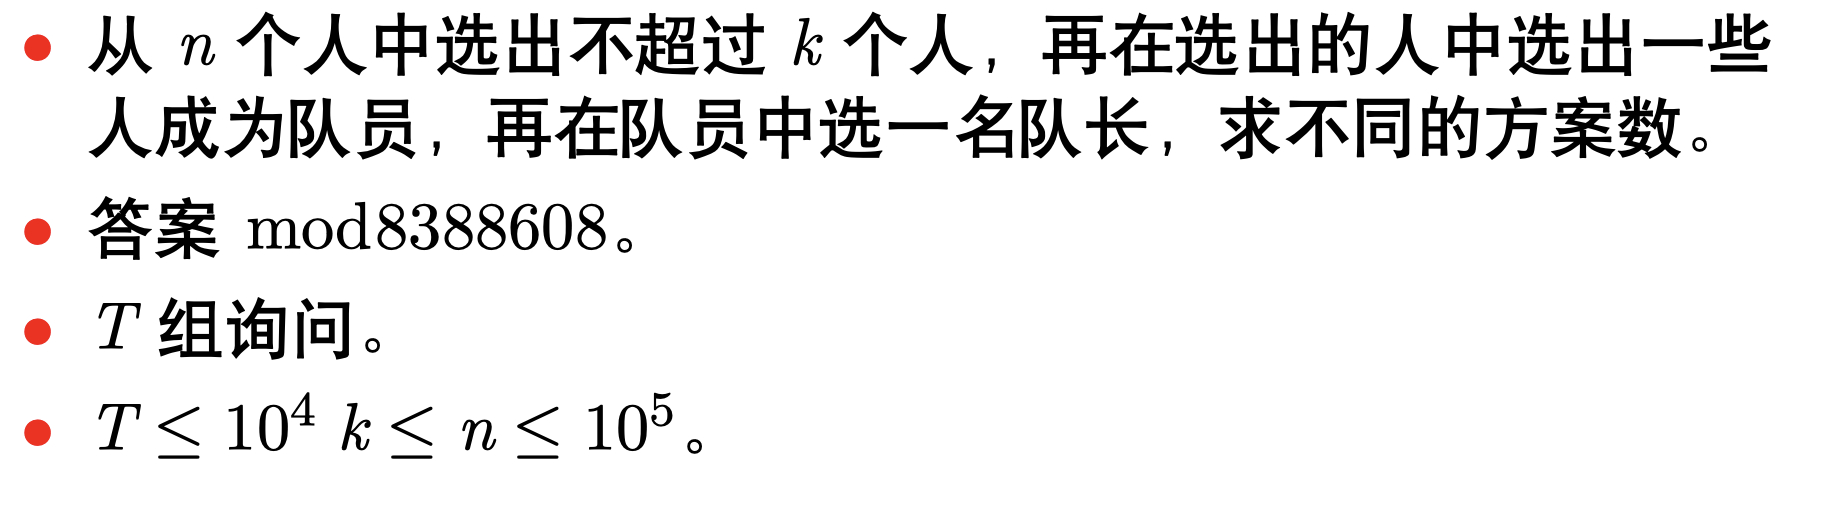 从 n 个人中选出不超过 k 个人，再在选出的人中选出一些
人成为队员，再在队员中选一名队长，求不同的方案数。
答案 mod8388608。
T 组询问。
T ≤ 10⁴ k ≤ n ≤ 10⁵。